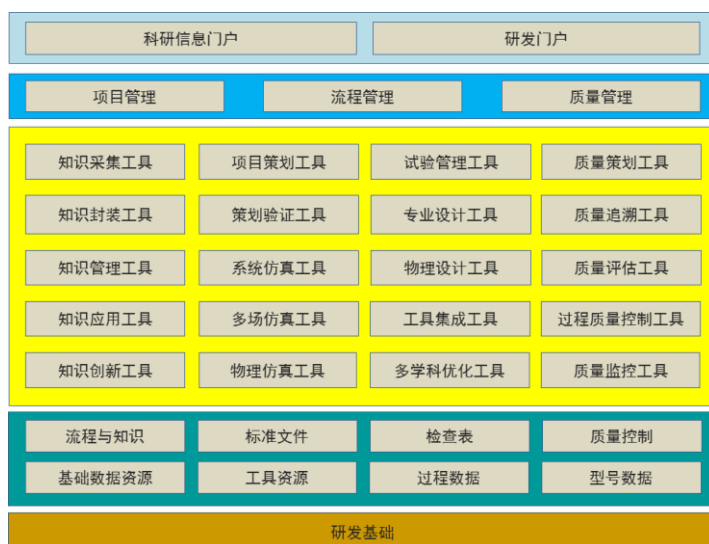 科研信息门户 研发门户
项目管理 流程管理 质量管理
知识采集工具 项目策划工具 试验管理工具 质量策划工具
知识封装工具 策划验证工具 专业设计工具 质量追溯工具
知识管理工具 系统仿真工具 物理设计工具 质量评估工具
知识应用工具 多场仿真工具 工具集成工具 过程质量控制工具
知识创新工具 物理仿真工具 多学科优化工具 质量监控工具
流程与知识 标准文件 检查表 质量控制
基础数据资源 工具资源 过程数据 型号数据
研发基础